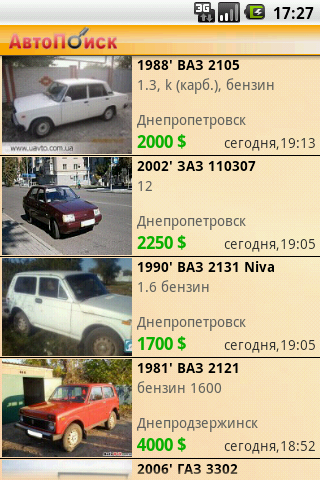 3G
17:27
АвтоПоиск
www.uavto.com.ua
1988' ВАЗ 2105
1.3, k (карб.), бензин
Днепропетровск
2000 $ сегодня,19:13
2002' ЗАЗ 110307
12
Днепропетровск
2250 $ сегодня,19:05
1990' ВАЗ 2131 Niva
1.6 бензин
Днепропетровск
1700 $ сегодня,19:05
1981' ВАЗ 2121
бензин 1600
Днепродзержинск
4000 $ сегодня,18:52
2006' ГАЗ 3302